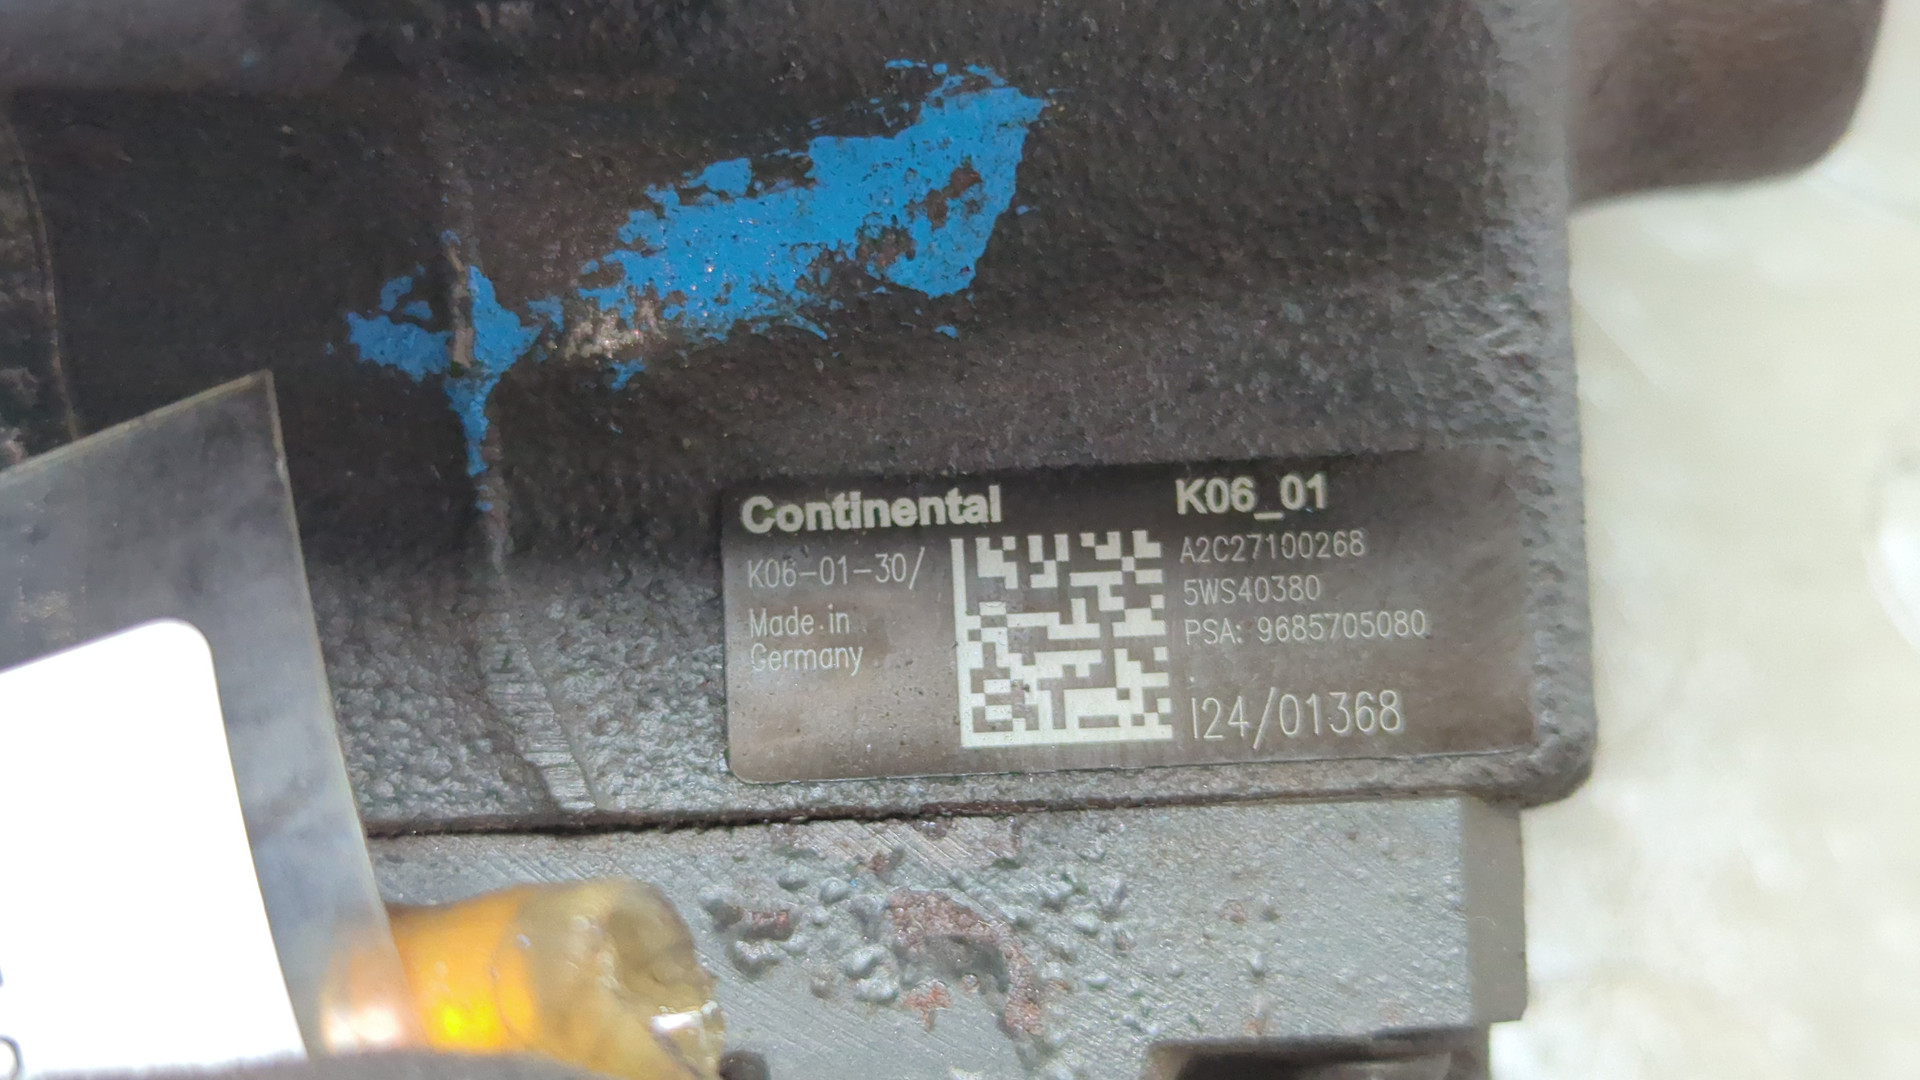 Continental
K06_01
K06-01-30/
Made in
Germany
A2C27100268
5WS40380
PSA: 9685705080
I24/01368